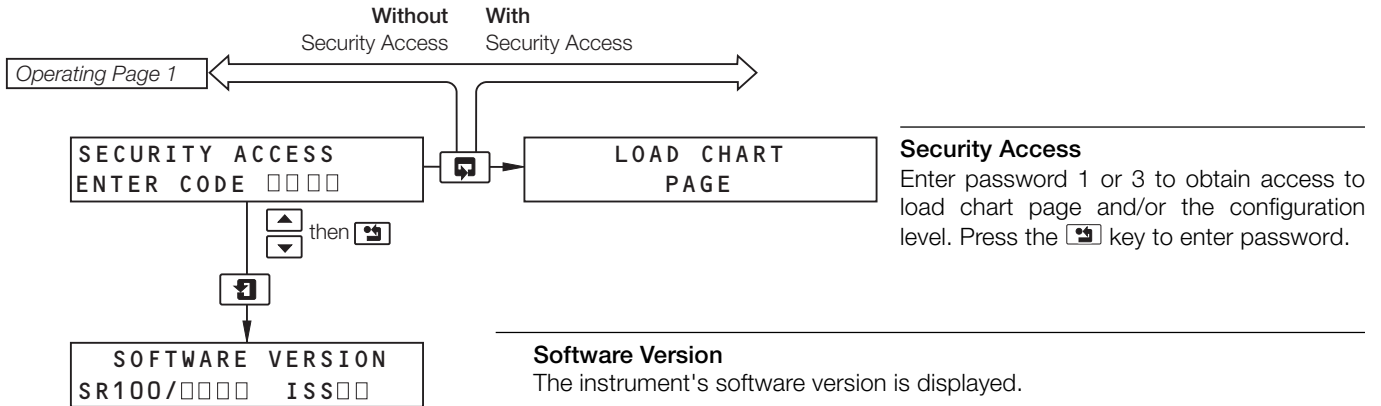 Without With
Security Access Security Access
Operating Page 1
SECURITY ACCESS
ENTER CODE □□□□
LOAD CHART
PAGE
then
Security Access
Enter password 1 or 3 to obtain access to
load chart page and/or the configuration
level. Press the key to enter password.
SOFTWARE VERSION
SR100/□□□□ ISS□□
Software Version
The instrument's software version is displayed.